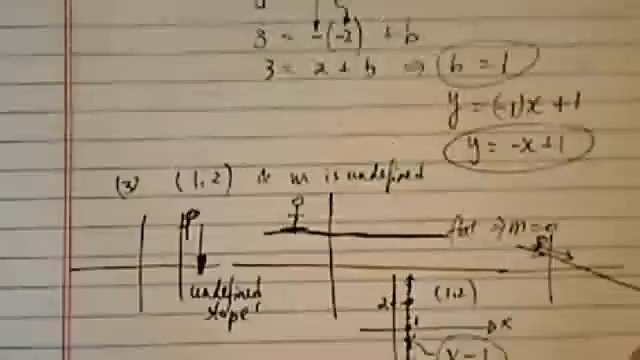 3 = -(-2) + b
3 = 2 + b ⇒ b = 1
y = (-1)x + 1
y = -x+1
(3) (1,2) & m is undefined
flat ⇒ m = 0
undefined
slope
2 (1,2)
1 x
x = 1